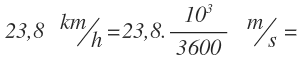 23,8 km/h = 23,8. 10³/3600 m/s =